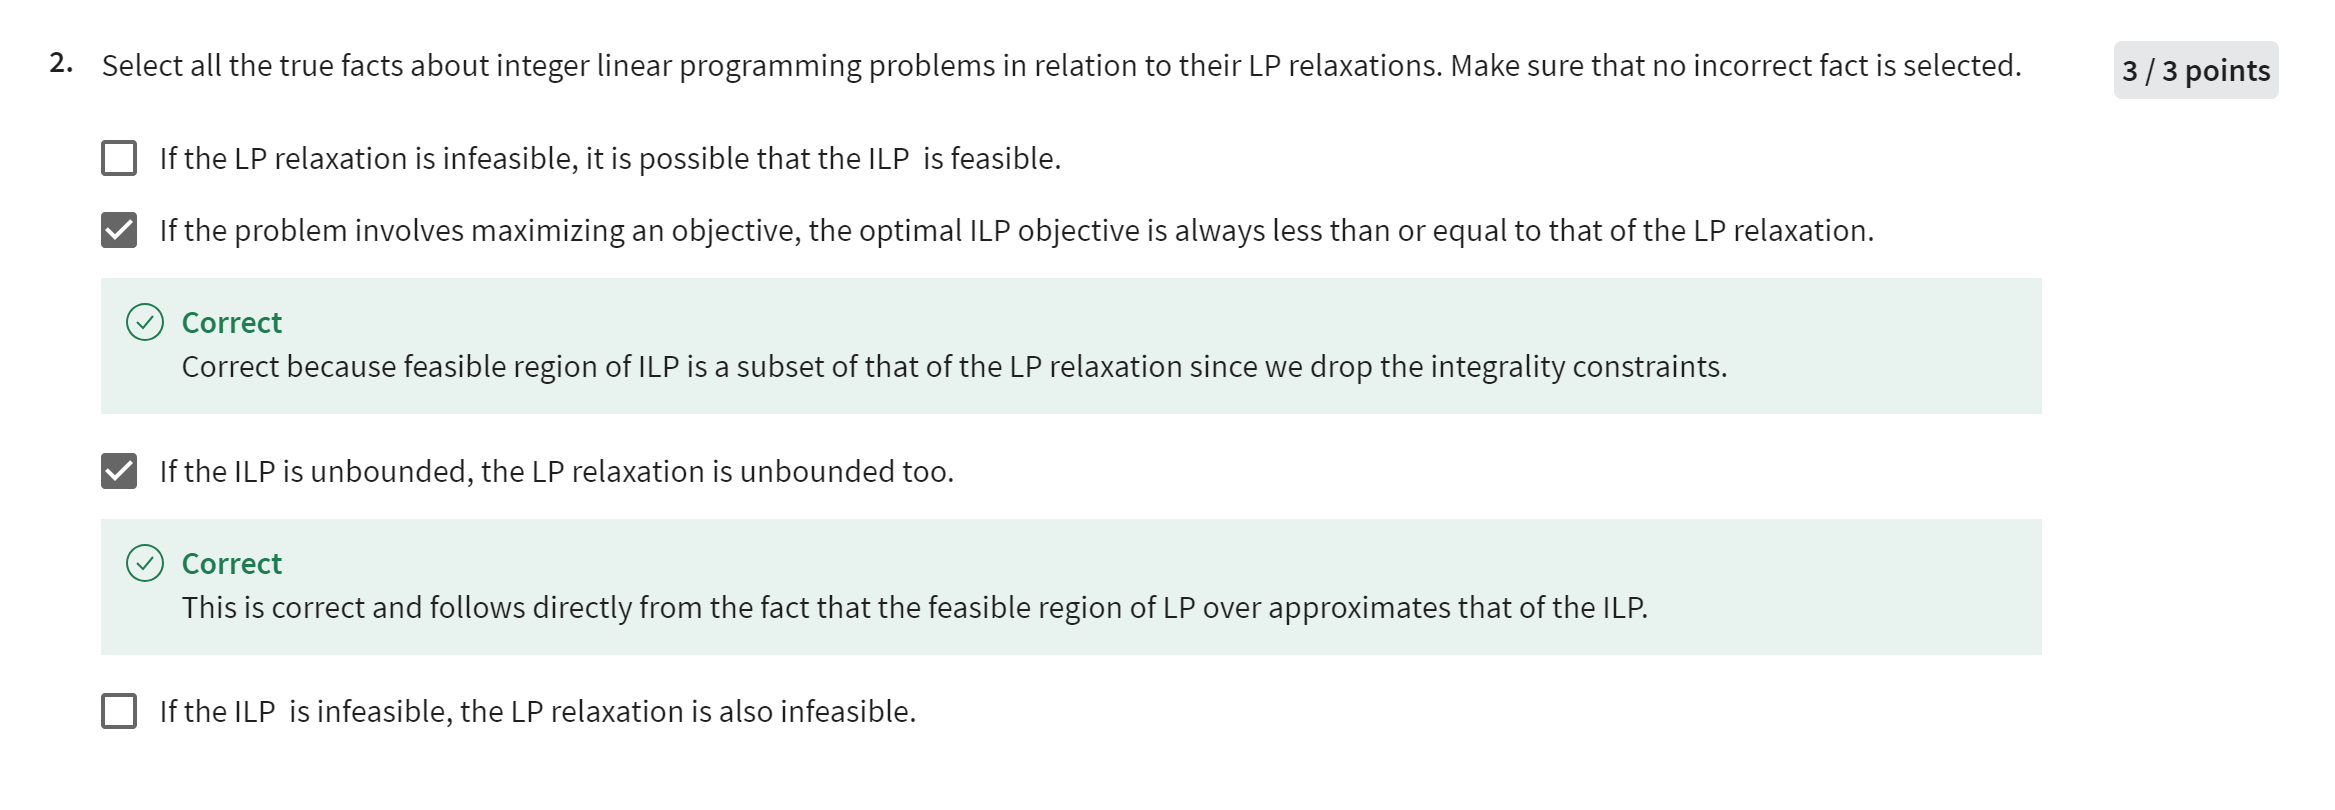 2. Select all the true facts about integer linear programming problems in relation to their LP relaxations. Make sure that no incorrect fact is selected.
3 / 3 points
If the LP relaxation is infeasible, it is possible that the ILP is feasible.
If the problem involves maximizing an objective, the optimal ILP objective is always less than or equal to that of the LP relaxation.
Correct
Correct because feasible region of ILP is a subset of that of the LP relaxation since we drop the integrality constraints.
If the ILP is unbounded, the LP relaxation is unbounded too.
Correct
This is correct and follows directly from the fact that the feasible region of LP over approximates that of the ILP.
If the ILP is infeasible, the LP relaxation is also infeasible.